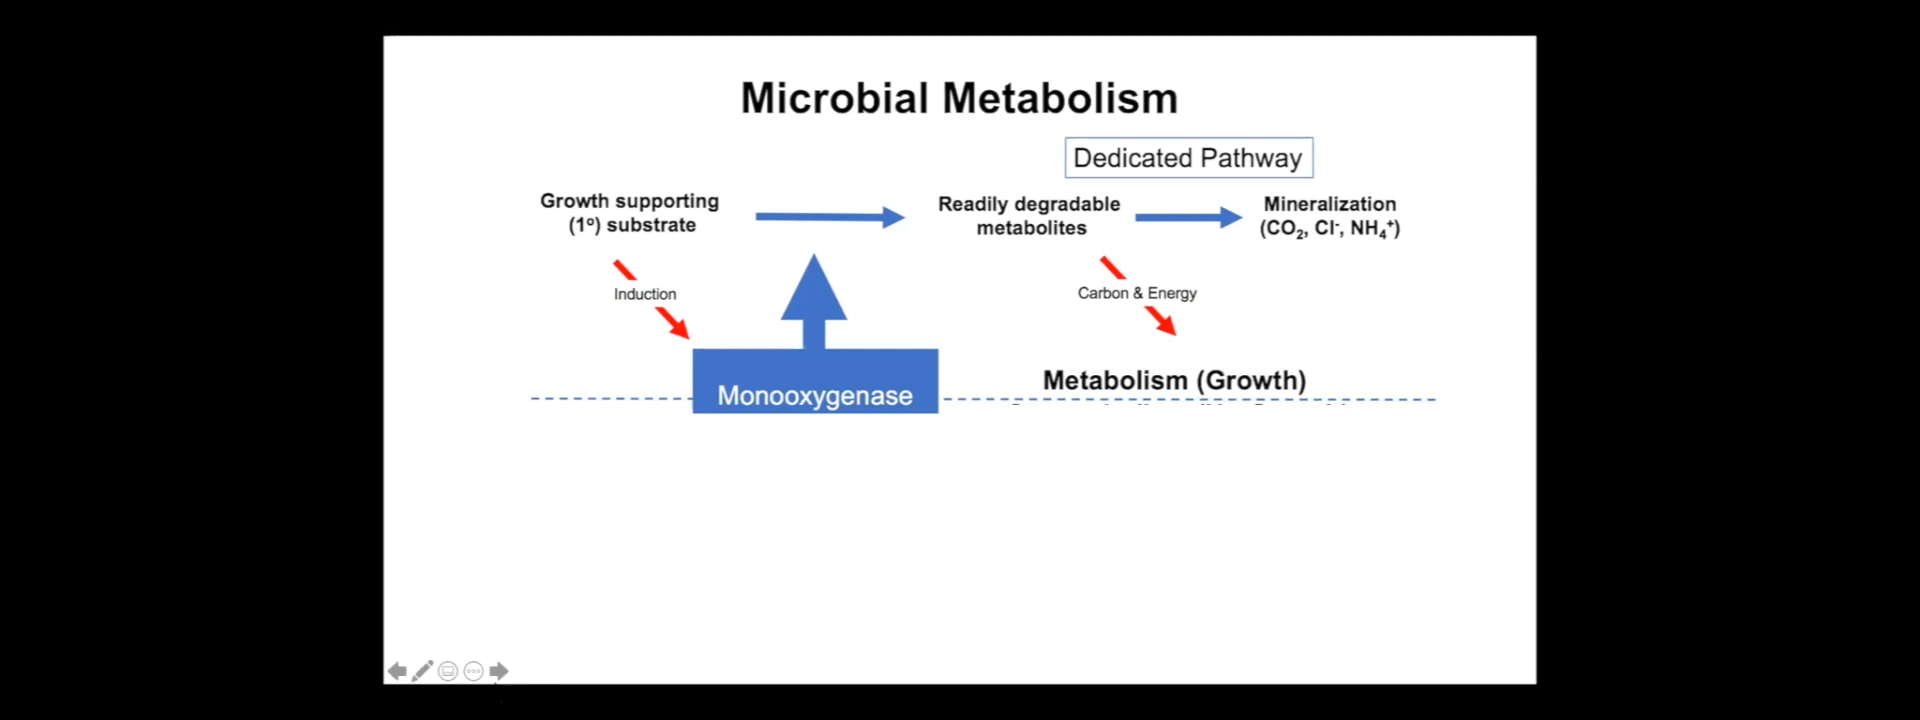 Microbial Metabolism
Dedicated Pathway
Growth supporting
(1º) substrate
Readily degradable
metabolites
Mineralization
(CO₂, Cl⁻, NH₄⁺)
Induction
Carbon & Energy
Monooxygenase
Metabolism (Growth)